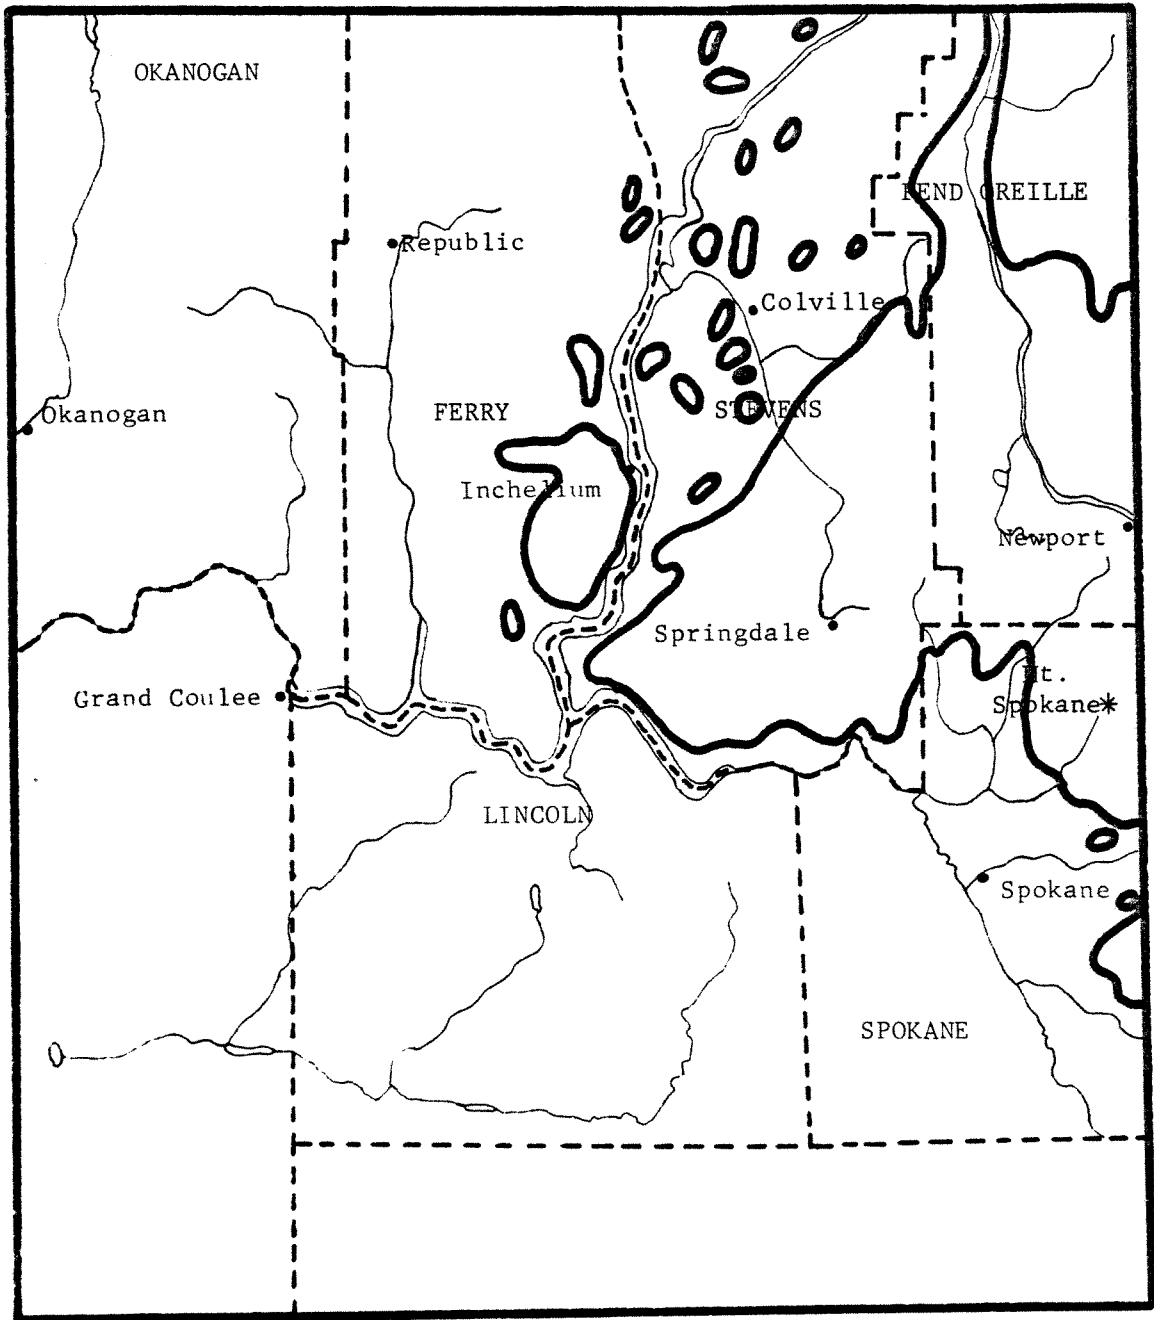 OKANOGAN
PEND OREILLE
Republic
Colville
Okanogan
FERRY
STEVENS
Inchelium
Newport
Springdale
Mt.
Spokane
Grand Coulee
LINCOLN
Spokane
SPOKANE